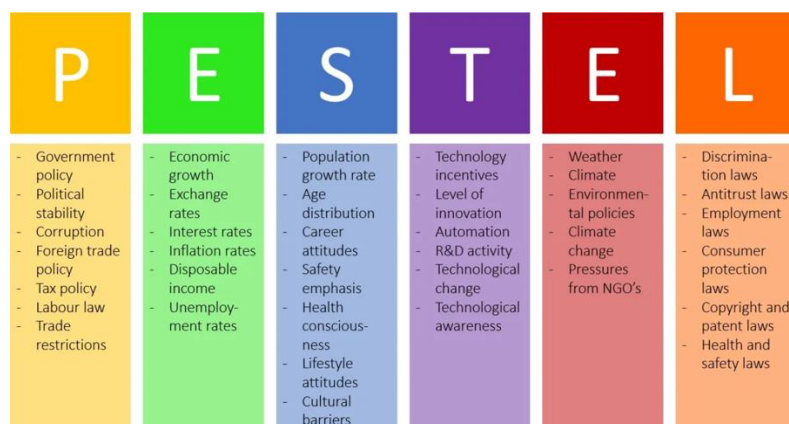 P
- Government
policy
- Political
stability
- Corruption
- Foreign trade
policy
- Tax policy
- Labour law
- Trade
restrictions
E
- Economic
growth
- Exchange
rates
- Interest rates
- Inflation rates
- Disposable
income
- Unemploy-
ment rates
S
- Population
growth rate
- Age
distribution
- Career
attitudes
- Safety
emphasis
- Health
conscious-
ness
- Lifestyle
attitudes
- Cultural
barriers
T
- Technology
incentives
- Level of
innovation
- Automation
- R&D activity
- Technological
change
- Technological
awareness
E
- Weather
- Climate
- Environmen-
tal policies
- Climate
change
- Pressures
from NGO's
L
- Discrimina-
tion laws
- Antitrust laws
- Employment
laws
- Consumer
protection
laws
- Copyright and
patent laws
- Health and
safety laws